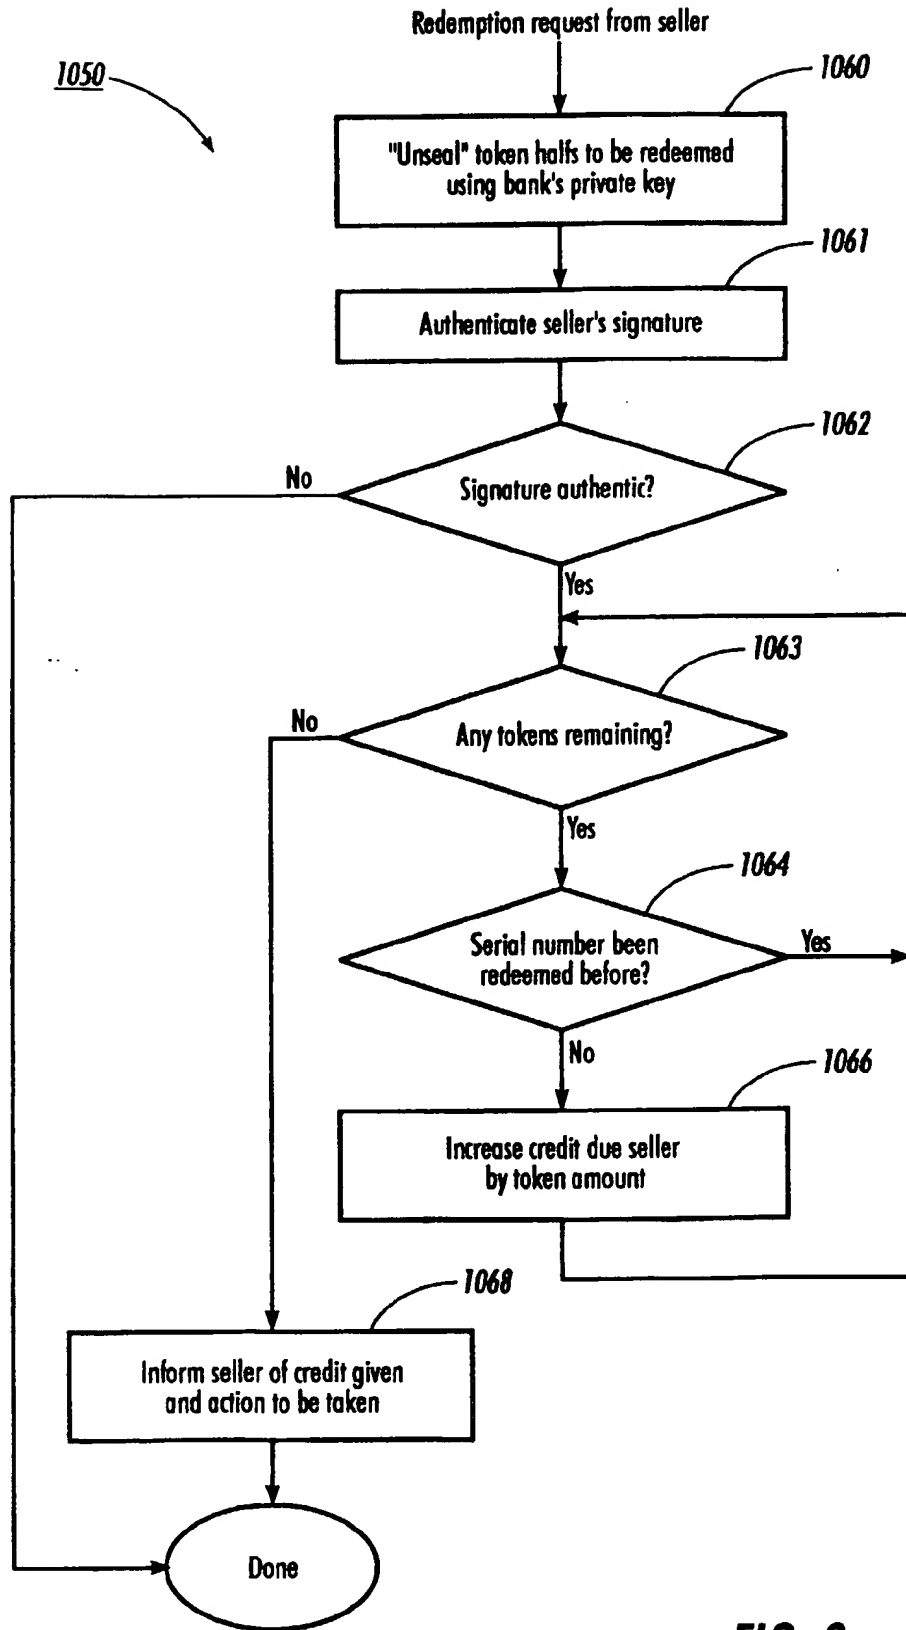 Redemption request from seller
1050
1060
"Unseal" token halfs to be redeemed
using bank's private key
1061
Authenticate seller's signature
1062
No
Signature authentic?
Yes
1063
No
Any tokens remaining?
Yes
1064
Serial number been
redeemed before?
Yes
No
1066
Increase credit due seller
by token amount
1068
Inform seller of credit given
and action to be taken
Done